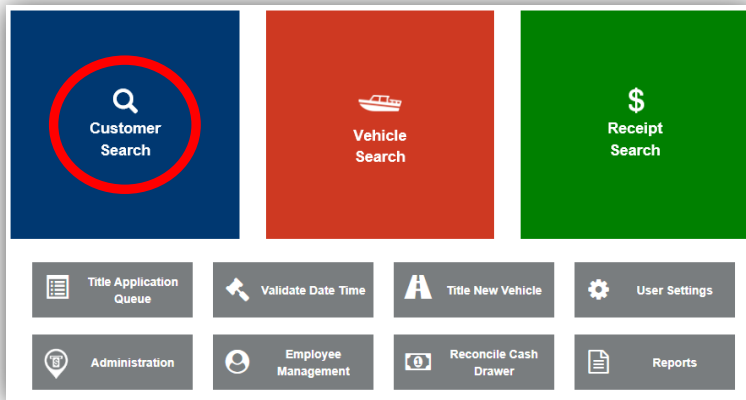 Customer
Search
Vehicle
Search
$
Receipt
Search
Title Application
Queue
Validate Date Time
Title New Vehicle
User Settings
Administration
Employee
Management
Reconcile Cash
Drawer
Reports